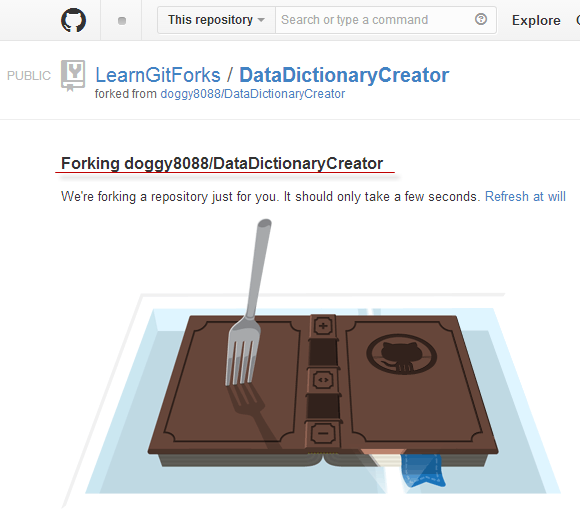 This repository Search or type a command Explore
PUBLIC LearnGitForks / DataDictionaryCreator
forked from doggy8088/DataDictionaryCreator
Forking doggy8088/DataDictionaryCreator
We're forking a repository just for you. It should only take a few seconds. Refresh at will